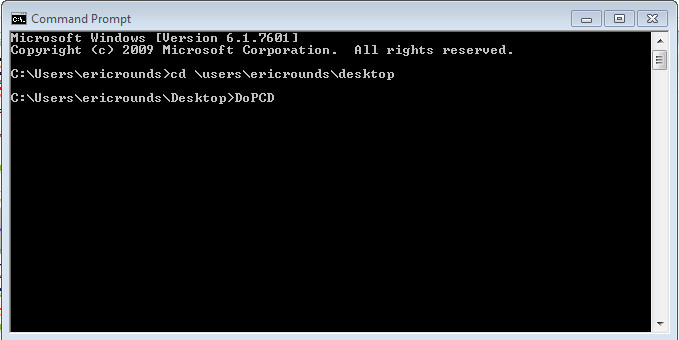 Command Prompt
Microsoft Windows [Version 6.1.7601]
Copyright (c) 2009 Microsoft Corporation.  All rights reserved.
C:\Users\ericrounds>cd \users\ericrounds\desktop
C:\Users\ericrounds\Desktop>DoPCD